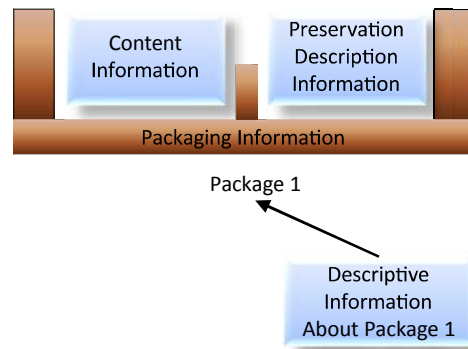 Content
Information
Preservation
Description
Information
Packaging Information
Package 1
Descriptive
Information
About Package 1